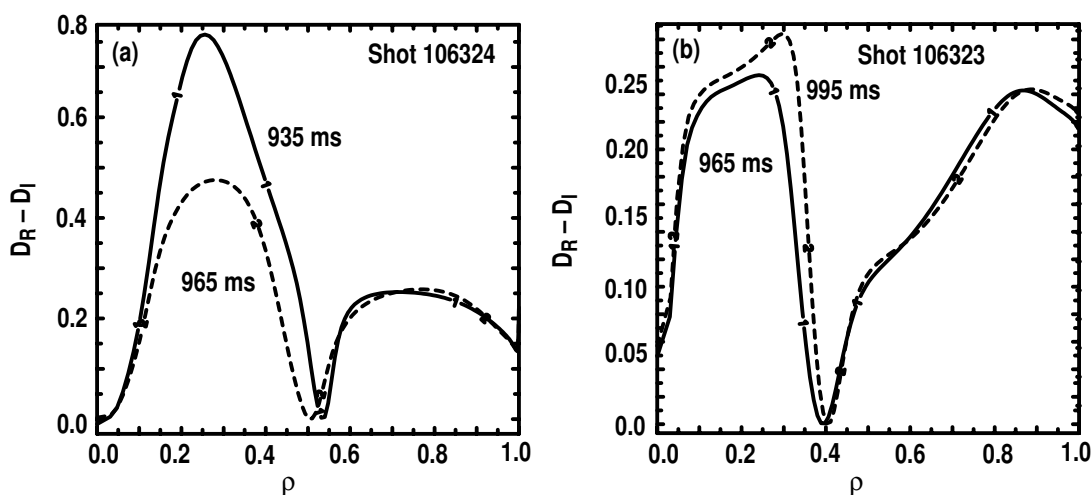 (a)
Shot 106324
0.8
0.6
0.4
0.2
0.0
D_R – D_I
935 ms
965 ms
0.0 0.2 0.4 0.6 0.8 1.0
ρ
(b)
Shot 106323
0.25
0.20
0.15
0.10
0.05
0.0
D_R – D_I
995 ms
965 ms
0.0 0.2 0.4 0.6 0.8 1.0
ρ